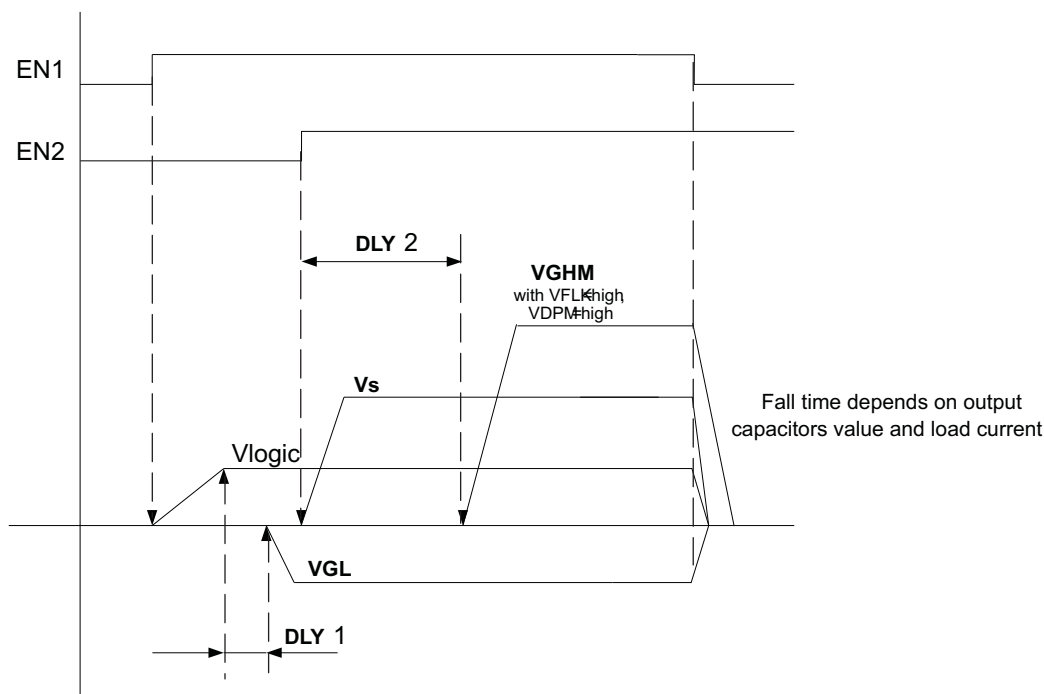 EN1
EN2
DLY 2
VGHM
with VFLK=high,
VDPM=high
Vs
Fall time depends on output
capacitors value and load current
Vlogic
VGL
DLY 1